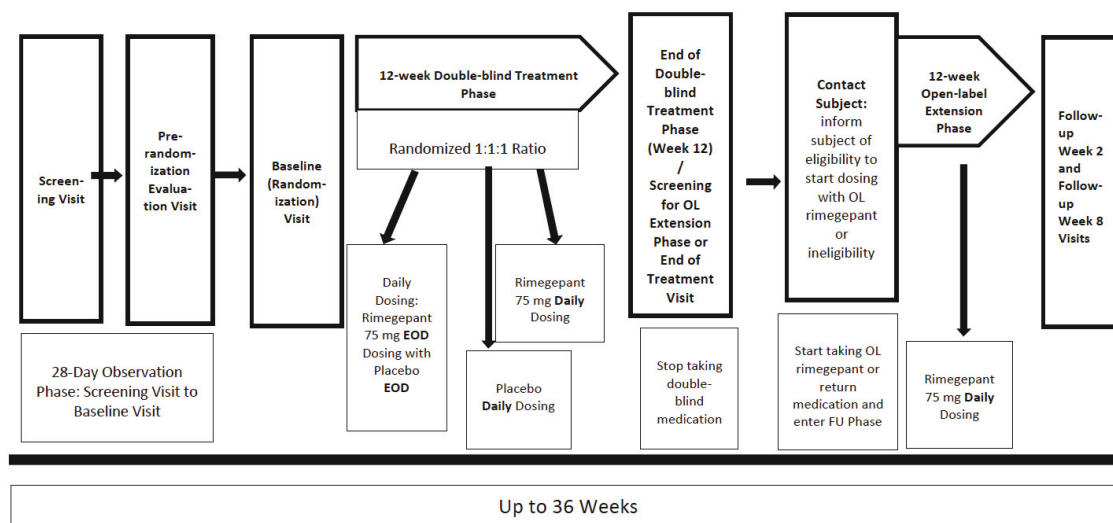 Screen-
ing Visit
Pre-
random-
ization
Evalua-
tion Visit
Baseline
(Random-
ization)
Visit
12-week Double-blind Treatment
Phase
Randomized 1:1:1 Ratio
Daily
Dosing:
Rimegepant
75 mg EOD
Dosing with
Placebo
EOD
Placebo
Daily Dosing
Rimegepant
75 mg Daily
Dosing
End of
Double-
blind
Treatment
Phase
(Week 12)
/
Screening
for OL
Extension
Phase or
End of
Treatment
Visit
Contact
Subject:
inform
subject of
eligibility to
start dosing
with OL
rimegepant
or
ineligibility
12-week
Open-label
Extension
Phase
Follow-
up
Week 2
and
Follow-
up
Week 8
Visits
28-Day Observation
Phase: Screening Visit to
Baseline Visit
Stop taking
double-
blind
medication
Start taking OL
rimegepant or
return
medication and
enter FU Phase
Rimegepant
75 mg Daily
Dosing
Up to 36 Weeks